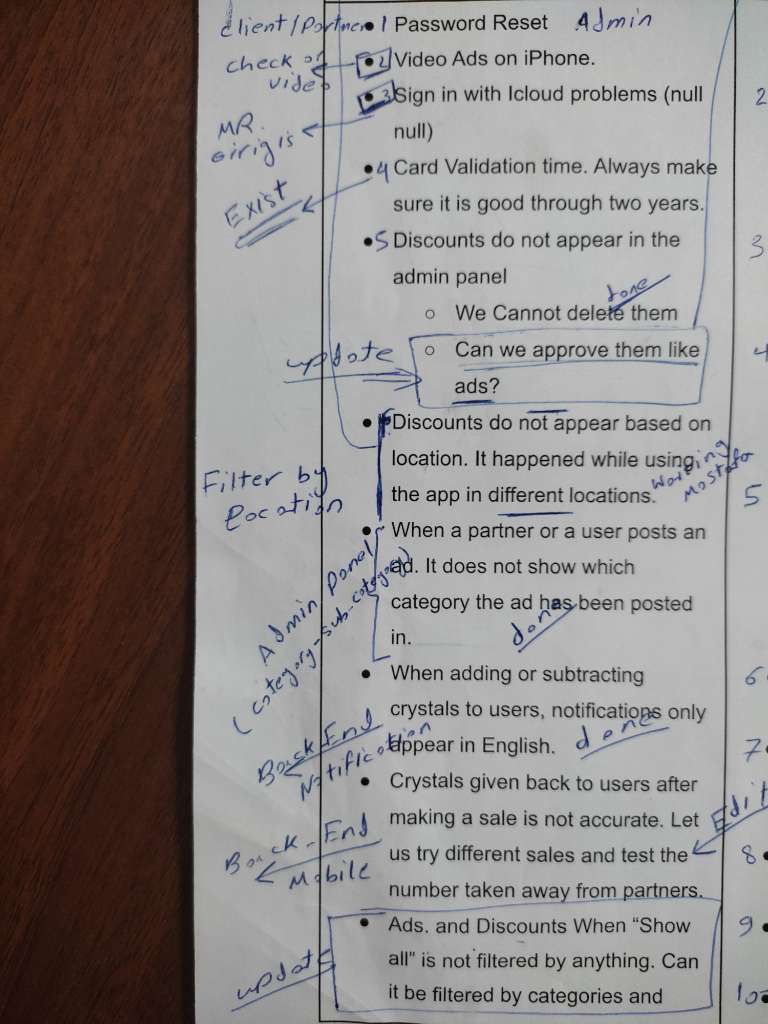 client/Partner • 1 Password Reset Admin
check on video • 2 Video Ads on iPhone.
• 3 Sign in with Icloud problems (null 2
MR. null)
• 4 Card Validation time. Always make
Exist sure it is good through two years.
• 5 Discounts do not appear in the 3
admin panel
done
○ We Cannot delete them
update ○ Can we approve them like 4
ads?
• Discounts do not appear based on
Filter by location. It happened while using working Mostafa
location the app in different locations. 5
• When a partner or a user posts an
Admin Panel ad. It does not show which
(category-sub-category) category the ad has been posted
in. done
• When adding or subtracting 6
crystals to users, notifications only
Back End Notification appear in English. done 7
• Crystals given back to users after
making a sale is not accurate. Let Edit
Back-End us try different sales and test the 8
Mobile number taken away from partners.
• Ads. and Discounts When “Show 9
update all” is not filtered by anything. Can
it be filtered by categories and 10